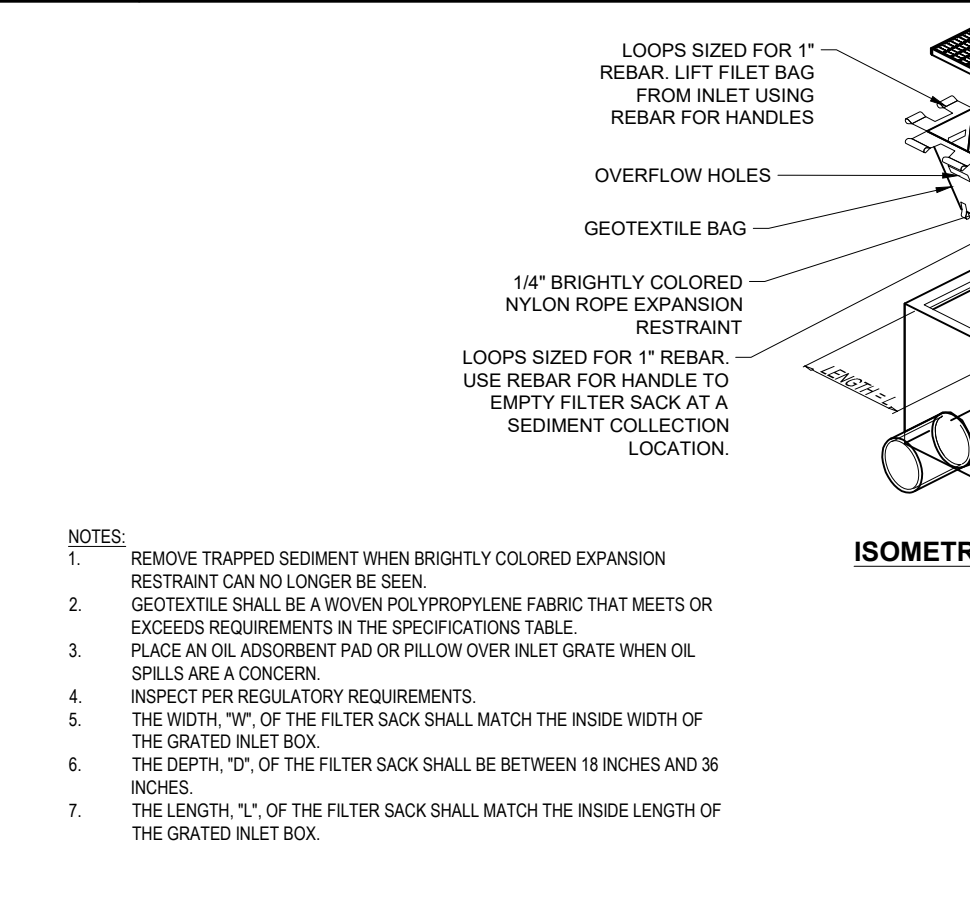 LOOPS SIZED FOR 1"
REBAR. LIFT FILET BAG
FROM INLET USING
REBAR FOR HANDLES
OVERFLOW HOLES
GEOTEXTILE BAG
1/4" BRIGHTLY COLORED
NYLON ROPE EXPANSION
RESTRAINT
LOOPS SIZED FOR 1" REBAR.
USE REBAR FOR HANDLE TO
EMPTY FILTER SACK AT A
SEDIMENT COLLECTION
LOCATION.
LENGTH = L
ISOMETR
NOTES:
1. REMOVE TRAPPED SEDIMENT WHEN BRIGHTLY COLORED EXPANSION
RESTRAINT CAN NO LONGER BE SEEN.
2. GEOTEXTILE SHALL BE A WOVEN POLYPROPYLENE FABRIC THAT MEETS OR
EXCEEDS REQUIREMENTS IN THE SPECIFICATIONS TABLE.
3. PLACE AN OIL ADSORBENT PAD OR PILLOW OVER INLET GRATE WHEN OIL
SPILLS ARE A CONCERN.
4. INSPECT PER REGULATORY REQUIREMENTS.
5. THE WIDTH, "W", OF THE FILTER SACK SHALL MATCH THE INSIDE WIDTH OF
THE GRATED INLET BOX.
6. THE DEPTH, "D", OF THE FILTER SACK SHALL BE BETWEEN 18 INCHES AND 36
INCHES.
7. THE LENGTH, "L", OF THE FILTER SACK SHALL MATCH THE INSIDE LENGTH OF
THE GRATED INLET BOX.